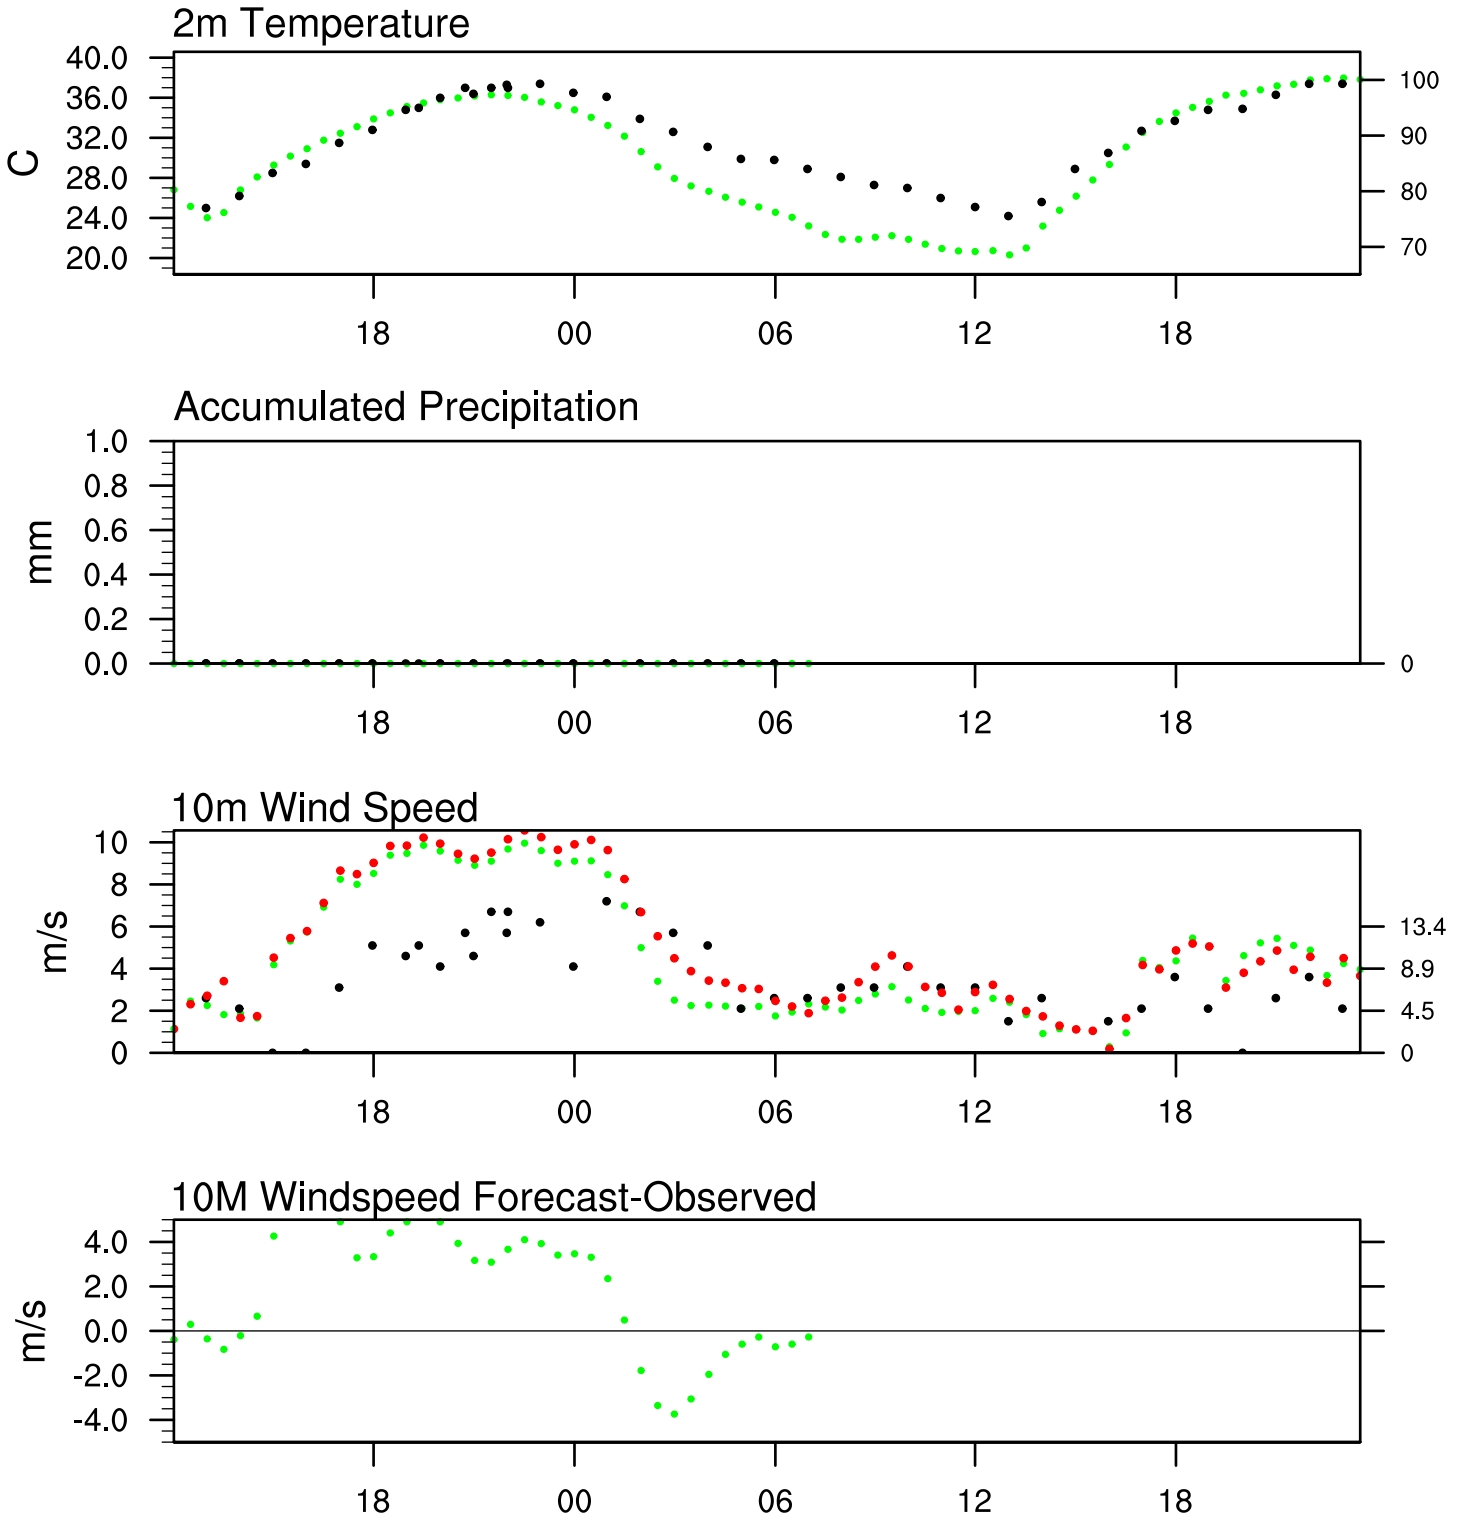 2m Temperature
40.0
36.0
32.0
28.0
24.0
20.0
C
100
90
80
70
18 00 06 12 18
Accumulated Precipitation
1.0
0.8
0.6
0.4
0.2
0.0
mm
0
18 00 06 12 18
10m Wind Speed
10
8
6
4
2
0
m/s
13.4
8.9
4.5
0
18 00 06 12 18
10M Windspeed Forecast-Observed
4.0
2.0
0.0
-2.0
-4.0
m/s
18 00 06 12 18